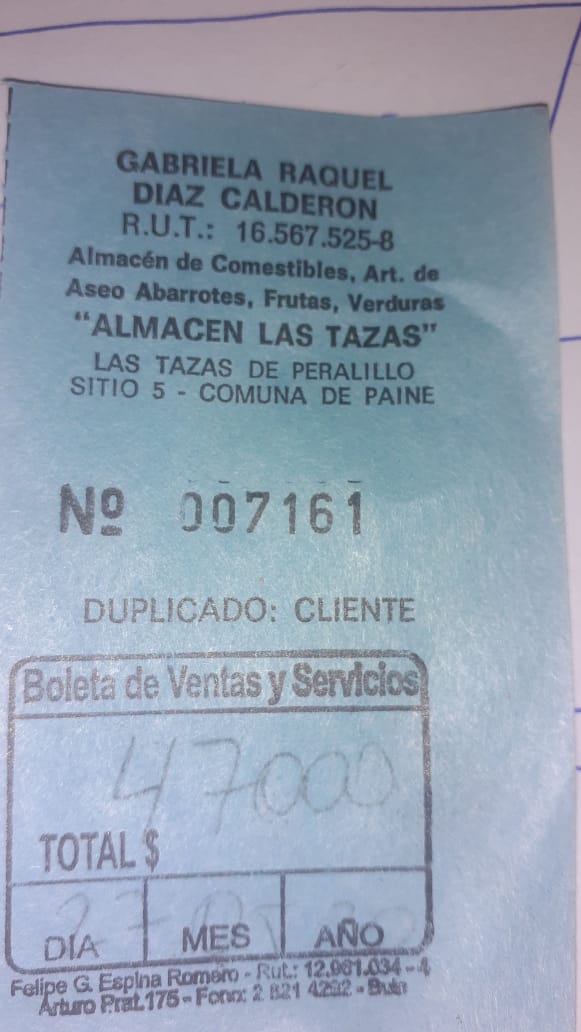 GABRIELA RAQUEL
DIAZ CALDERON
R.U.T.: 16.567.525-8
Almacén de Comestibles, Art. de
Aseo Abarrotes, Frutas, Verduras
“ALMACEN LAS TAZAS”
LAS TAZAS DE PERALILLO
SITIO 5 - COMUNA DE PAINE
Nº 007161
DUPLICADO: CLIENTE
Boleta de Ventas y Servicios
47000
TOTAL $
DIA MES AÑO
Felipe G. Espina Romero - Rut.: 12.961.034 - 4
Arturo Prat 175 - Fono: 2 821 4292 - Buin